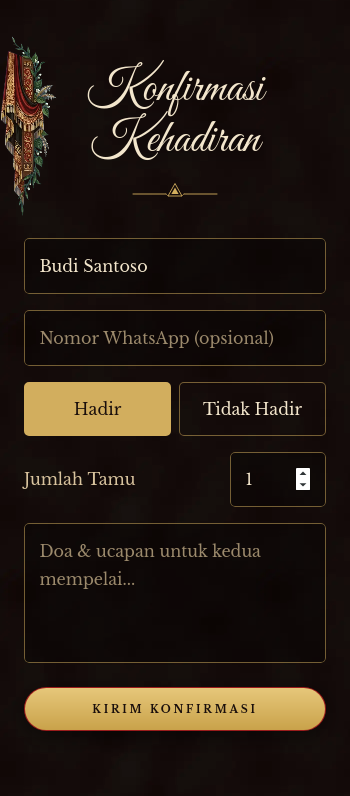 Konfirmasi
Kehadiran
Budi Santoso
Nomor WhatsApp (opsional)
Hadir
Tidak Hadir
Jumlah Tamu
1
Doa & ucapan untuk kedua
mempelai...
KIRIM KONFIRMASI